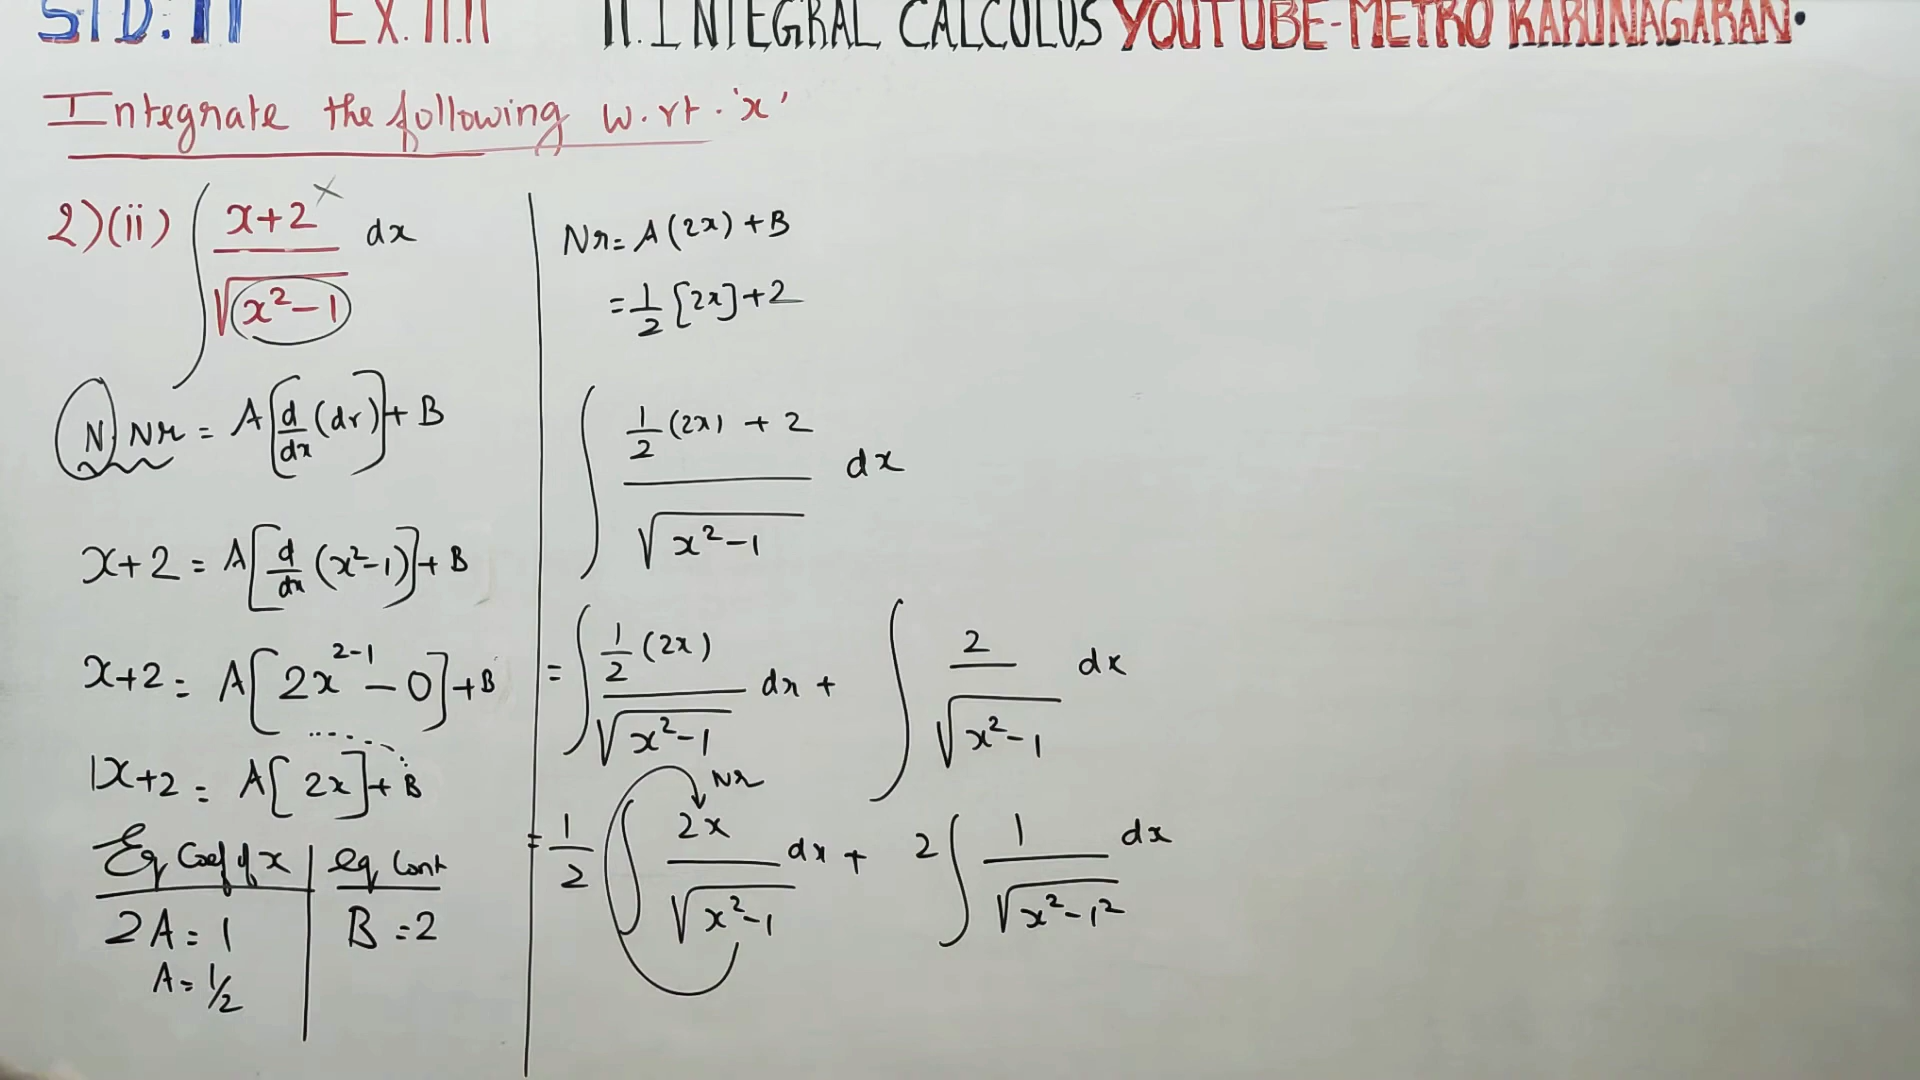 STD: 11 EX. 11.11 11. INTEGRAL CALCULUS YOUTUBE-METRO KARUNAGARAN.
Integrate the following w.r.t. 'x'
2)(ii) ∫ x+2 / √(x²-1) dx
N Nr = A[d/dx (dr)] + B
x+2 = A[d/dx (x²-1)] + B
x+2 = A[2x²⁻¹ - 0] + B
1x+2 = A[2x] + B
Eq Coef of x | eq Cont
2A = 1 | B = 2
A = 1/2
Nr = A(2x) + B
= 1/2 [2x] + 2
∫ (1/2 (2x) + 2) / √(x²-1) dx
= ∫ 1/2 (2x) / √(x²-1) dx + ∫ 2 / √(x²-1) dx
Nr
= 1/2 ∫ 2x / √(x²-1) dx + 2 ∫ 1 / √(x²-1²) dx